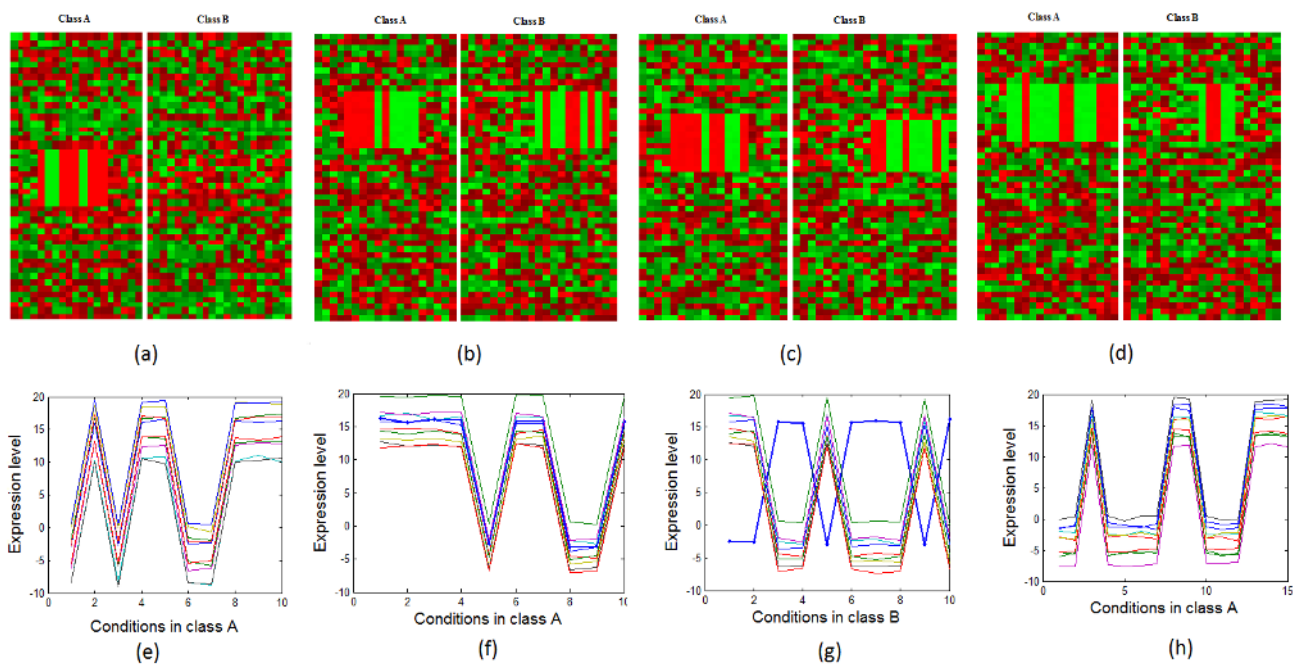 Class A Class B
Class A Class B
Class A Class B
Class A Class B
(a) (b) (c) (d)
20
15
10
5
0
-5
-10
0 2 4 6 8 10
Expression level
Conditions in class A
(e)
20
15
10
5
0
-5
-10
0 2 4 6 8 10
Expression level
Conditions in class A
(f)
20
15
10
5
0
-5
-10
0 2 4 6 8 10
Expression level
Conditions in class B
(g)
20
15
10
5
0
-5
-10
0 5 10 15
Expression level
Conditions in class A
(h)